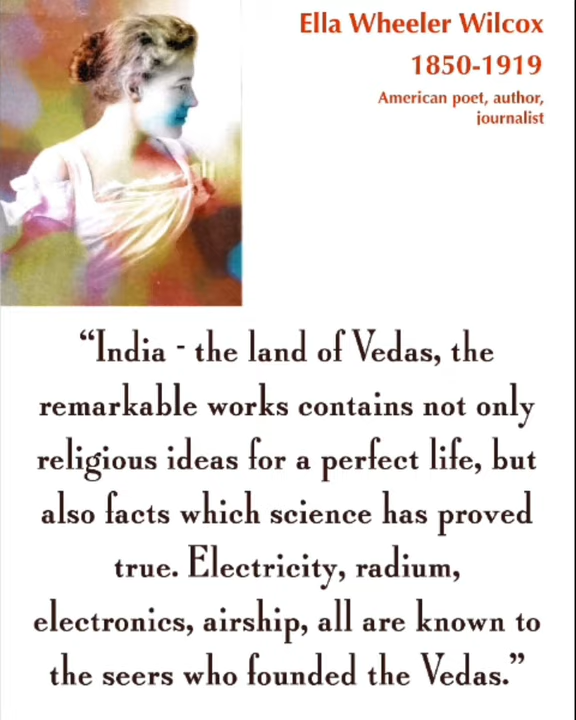 Ella Wheeler Wilcox
1850-1919
American poet, author,
journalist
“India - the land of Vedas, the
remarkable works contains not only
religious ideas for a perfect life, but
also facts which science has proved
true. Electricity, radium,
electronics, airship, all are known to
the seers who founded the Vedas.”